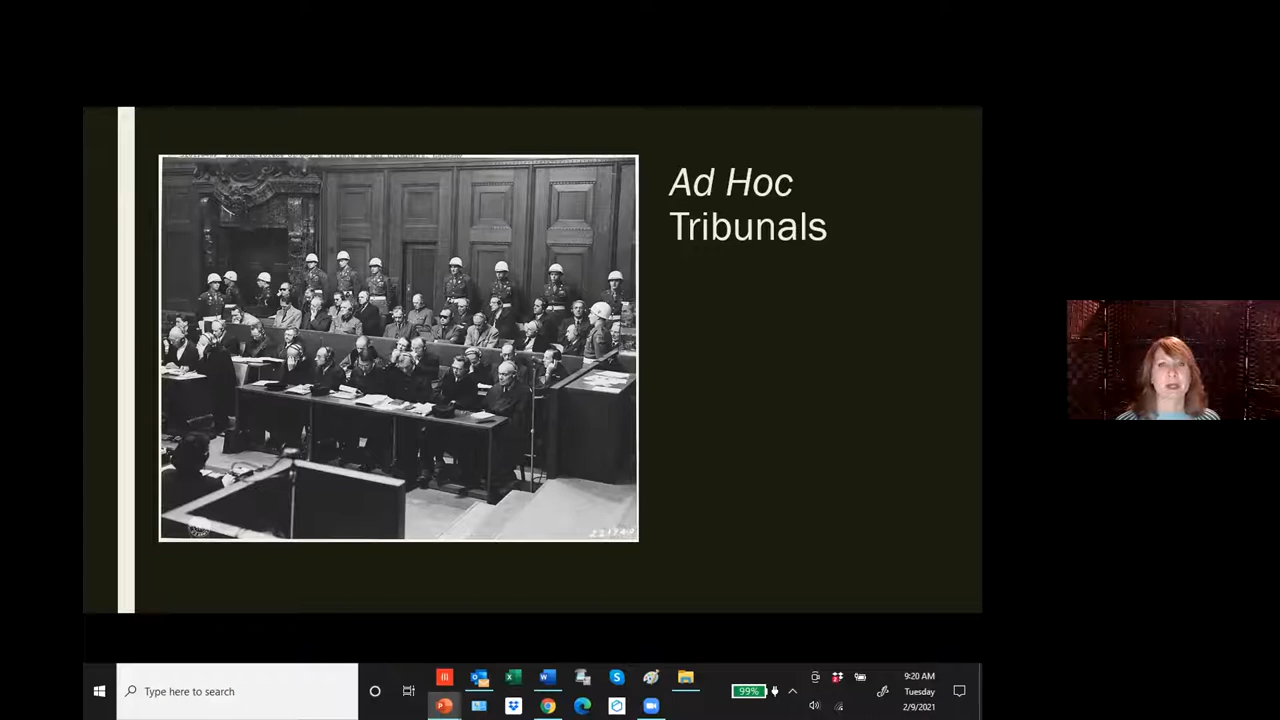 Ad Hoc
Tribunals
Type here to search
99%
9:20 AM
Tuesday
2/9/2021